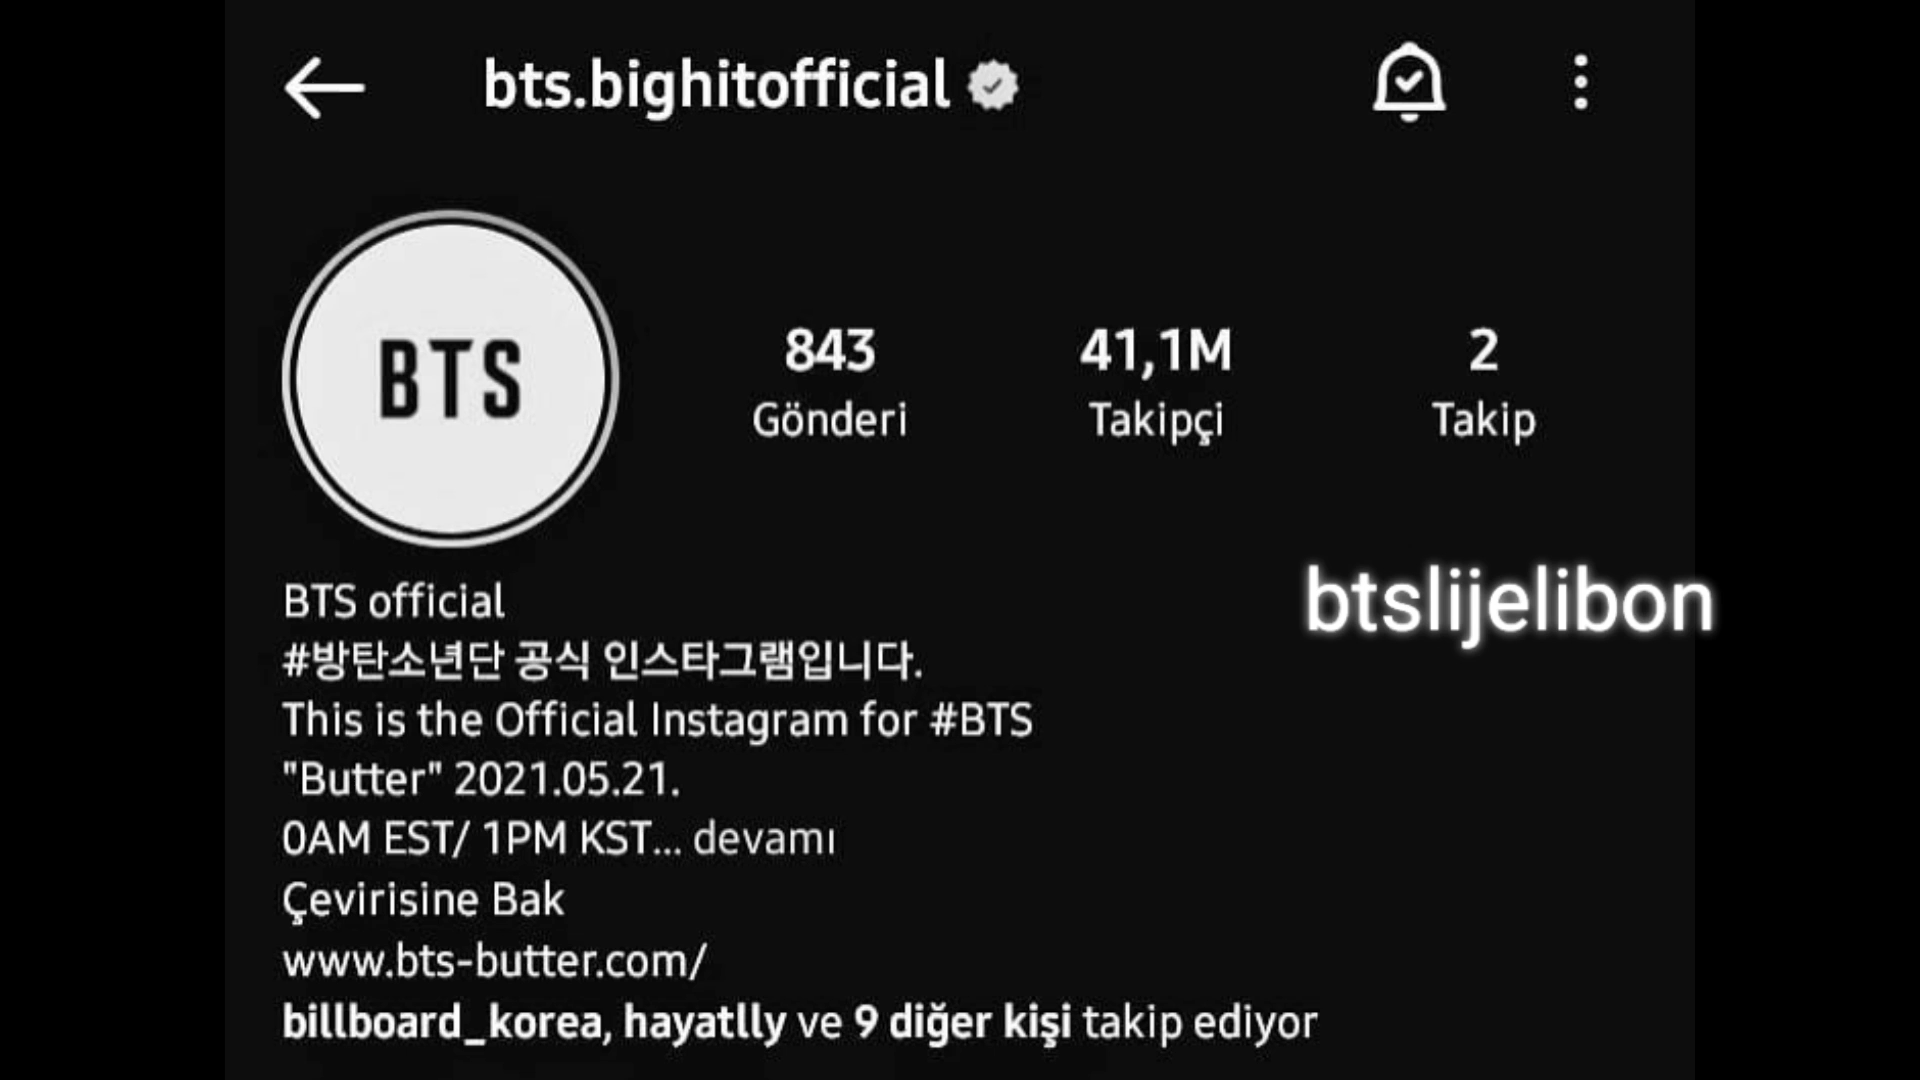 bts.bighitofficial
BTS
843
Gönderi
41,1M
Takipçi
2
Takip
BTS official
btslijelibon
#방탄소년단 공식 인스타그램입니다.
This is the Official Instagram for #BTS
"Butter" 2021.05.21.
0AM EST/ 1PM KST... devamı
Çevirisine Bak
www.bts-butter.com/
billboard_korea, hayatlly ve 9 diğer kişi takip ediyor